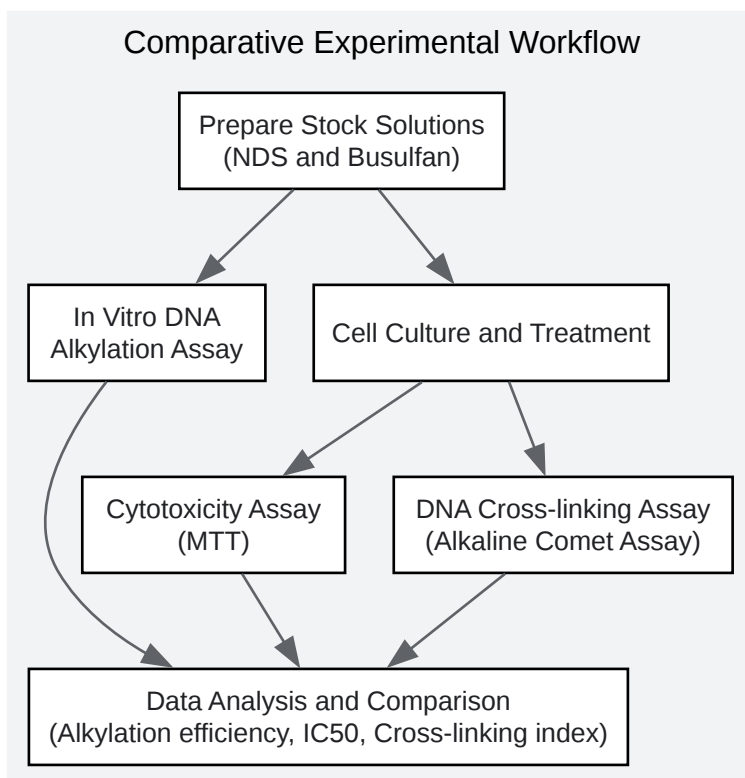 Comparative Experimental Workflow
Prepare Stock Solutions
(NDS and Busulfan)
In Vitro DNA
Alkylation Assay
Cell Culture and Treatment
Cytotoxicity Assay
(MTT)
DNA Cross-linking Assay
(Alkaline Comet Assay)
Data Analysis and Comparison
(Alkylation efficiency, IC50, Cross-linking index)